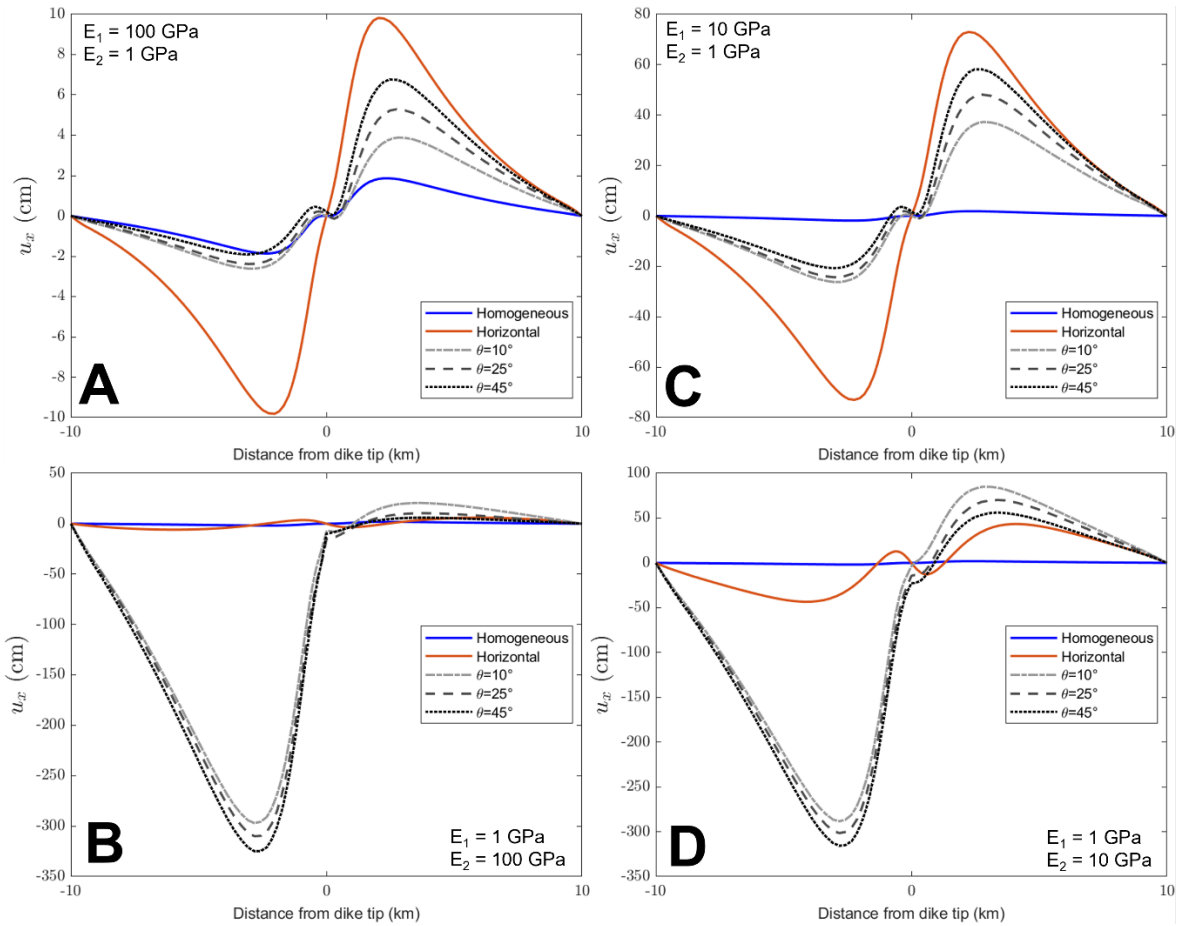 E1 = 100 GPa
E2 = 1 GPa
10
8
6
4
2
0
-2
-4
-6
-8
-10
ux (cm)
Homogeneous
Horizontal
θ=10°
θ=25°
θ=45°
A
-10
0
10
Distance from dike tip (km)
E1 = 10 GPa
E2 = 1 GPa
80
60
40
20
0
-20
-40
-60
-80
ux (cm)
Homogeneous
Horizontal
θ=10°
θ=25°
θ=45°
C
-10
0
10
Distance from dike tip (km)
50
0
-50
-100
-150
-200
-250
-300
-350
ux (cm)
Homogeneous
Horizontal
θ=10°
θ=25°
θ=45°
B
E1 = 1 GPa
E2 = 100 GPa
-10
0
10
Distance from dike tip (km)
100
50
0
-50
-100
-150
-200
-250
-300
-350
ux (cm)
Homogeneous
Horizontal
θ=10°
θ=25°
θ=45°
D
E1 = 1 GPa
E2 = 10 GPa
-10
0
10
Distance from dike tip (km)